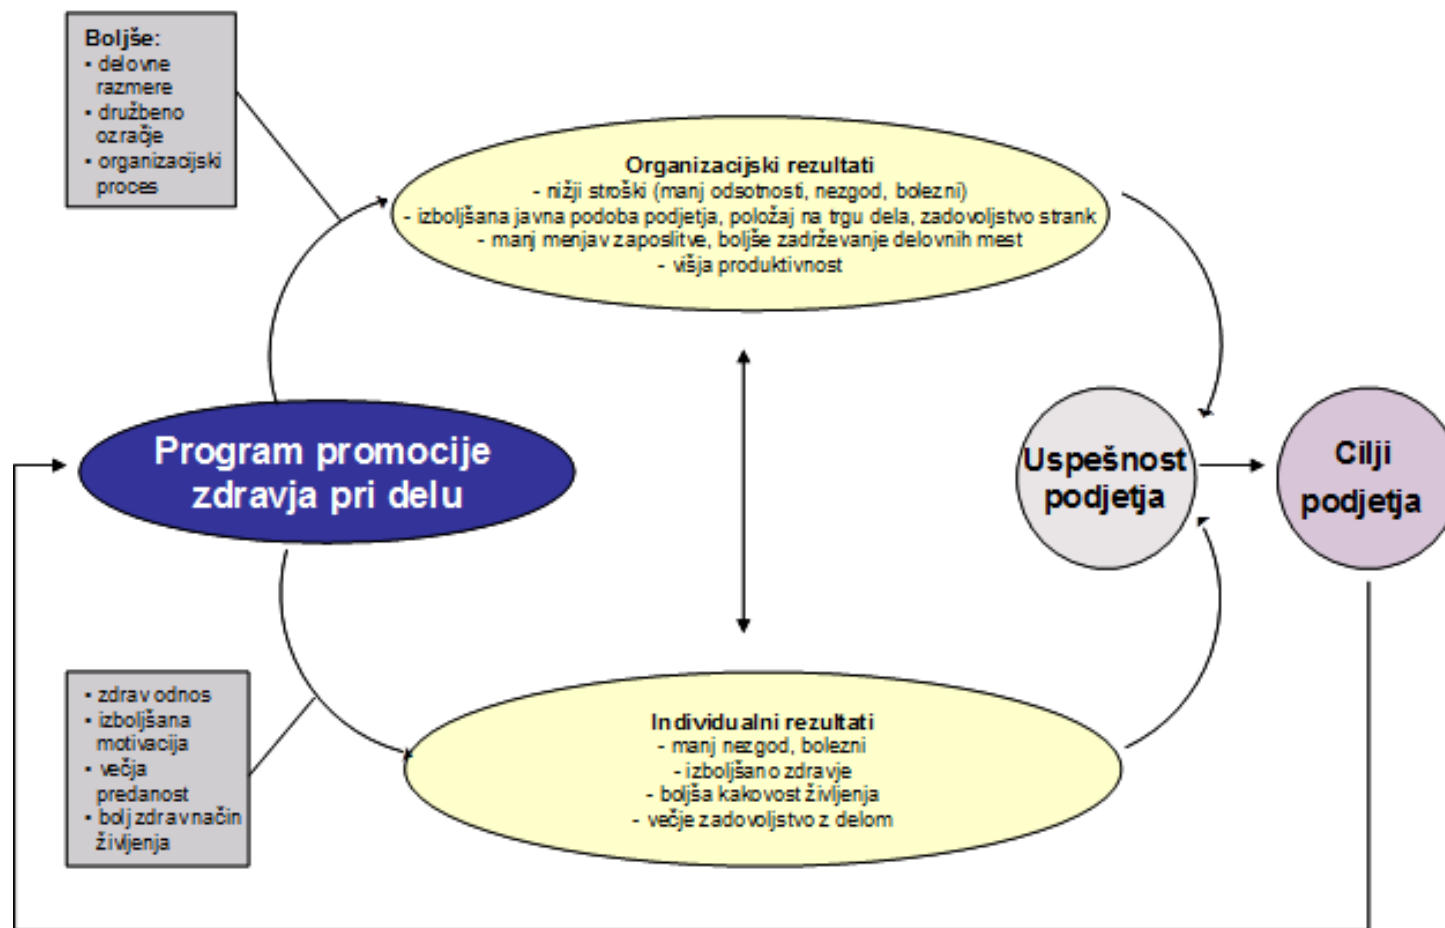 Boljše:
• delovne
razmere
• družbeno
ozračje
• organizacijski
proces
Organizacijski rezultati
- nižji stroški (manj odsotnosti, nezgod, bolezni)
- izboljšana javna podoba podjetja, položaj na trgu dela, zadovoljstvo strank
- manj menjav zaposlitve, boljše zadrževanje delovnih mest
- višja produktivnost
Program promocije
zdravja pri delu
Uspešnost
podjetja
Cilji
podjetja
• zdrav odnos
• izboljšana
motivacija
• večja
predanost
• bolj zdrav način
življenja
Individualni rezultati
- manj nezgod, bolezni
- izboljšano zdravje
- boljša kakovost življenja
- večje zadovoljstvo z delom